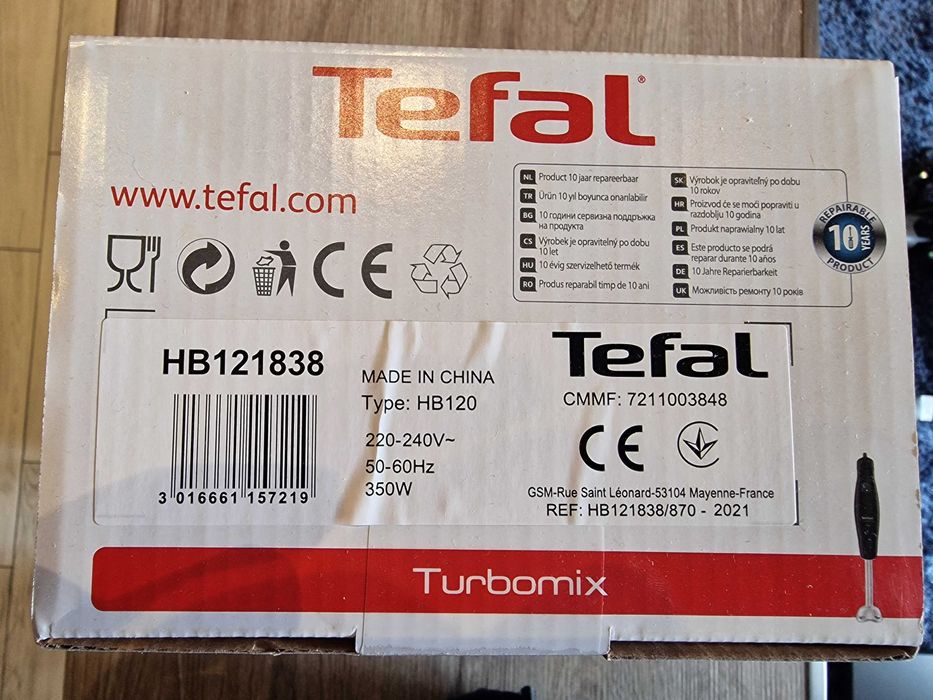 Tefal®
www.tefal.com
NL Product 10 jaar repareerbaar
TR Ürün 10 yıl boyunca onarılabilir
BG 10 години сервизна поддръжка
на продукта
CS Výrobek je opravitelný po dobu
10 let
HU 10 évig szervizelhető termék
RO Produs reparabil timp de 10 ani
SK Výrobok je opraviteľný po dobu
10 rokov
HR Proizvod će se moći popraviti u
razdoblju 10 godina
PL Produkt naprawialny 10 lat
ES Este producto se podrá
reparar durante 10 años
DE 10 Jahre Reparierbarkeit
UK Можливість ремонту 10 років
REPAIRABLE
10 YEARS
PRODUCT
CE
HB121838
3 016661 157219
MADE IN CHINA
Type: HB120
220-240V~
50-60Hz
350W
Tefal
CMMF: 7211003848
CE
GSM-Rue Saint Léonard-53104 Mayenne-France
REF: HB121838/870 - 2021
Turbomix